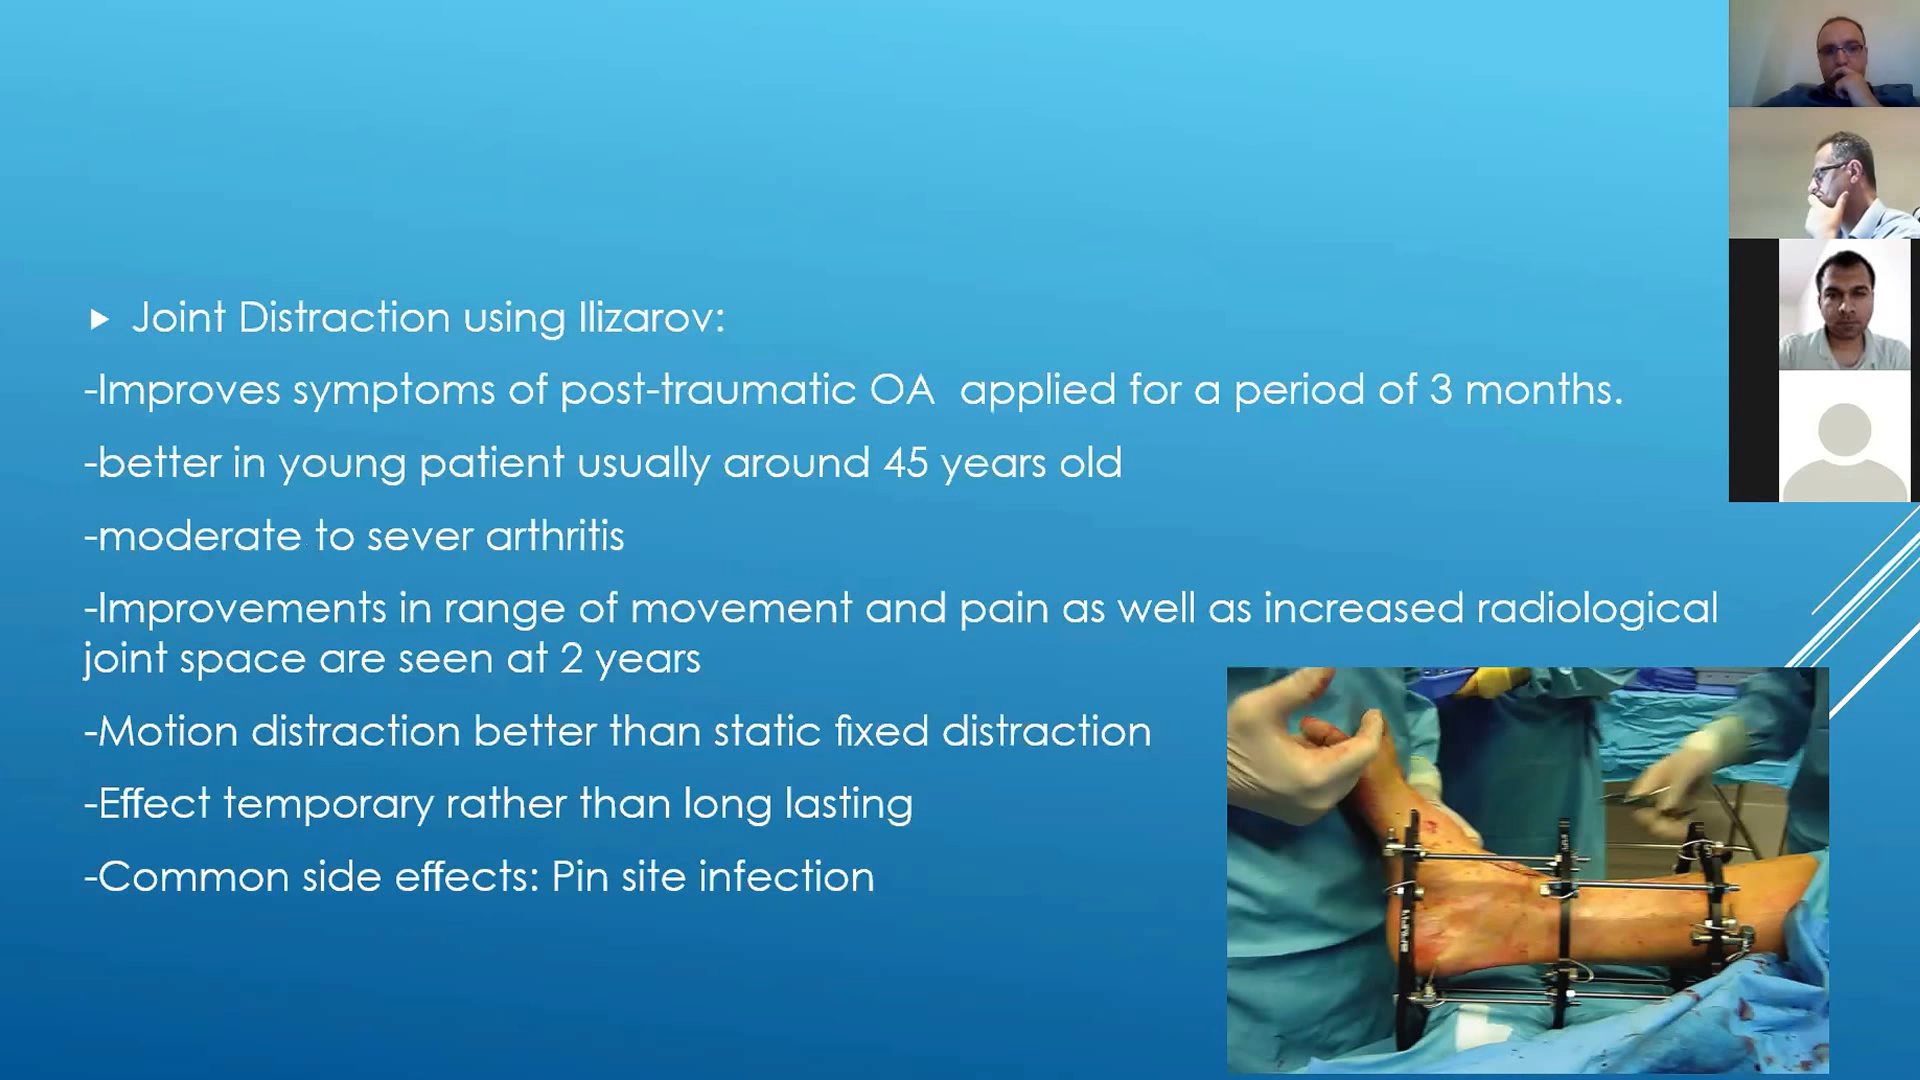 Joint Distraction using Ilizarov:
-Improves symptoms of post-traumatic OA  applied for a period of 3 months.
-better in young patient usually around 45 years old
-moderate to sever arthritis
-Improvements in range of movement and pain as well as increased radiological
joint space are seen at 2 years
-Motion distraction better than static fixed distraction
-Effect temporary rather than long lasting
-Common side effects: Pin site infection